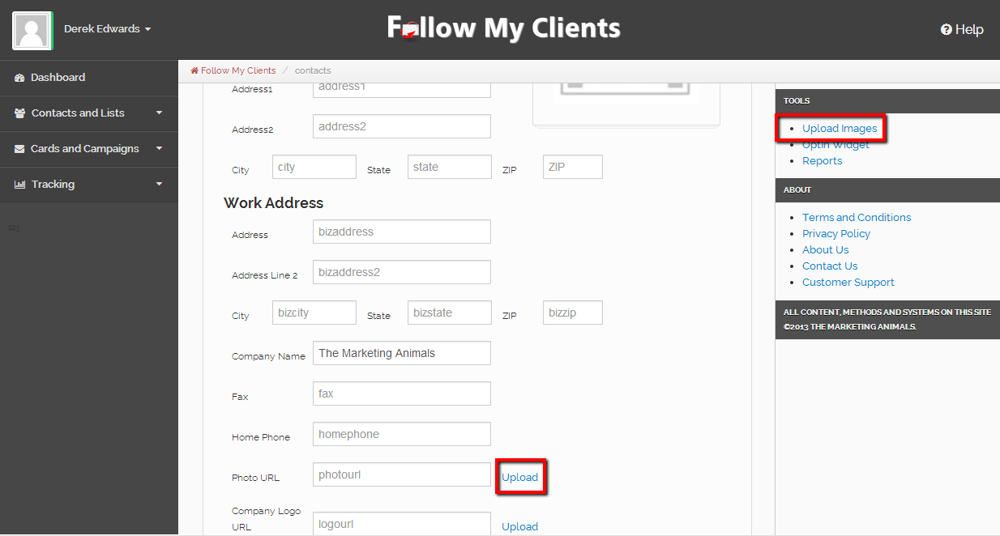 Derek Edwards
Follow My Clients
Help
Dashboard
Contacts and Lists
Cards and Campaigns
Tracking
123
Follow My Clients / contacts
Address1 address1
Address2 address2
City city State state ZIP ZIP
Work Address
Address bizaddress
Address Line 2 bizaddress2
City bizcity State bizstate ZIP bizzip
Company Name The Marketing Animals
Fax fax
Home Phone homephone
Photo URL photourl Upload
Company Logo
URL logourl Upload
TOOLS
Upload Images
Optin Widget
Reports
ABOUT
Terms and Conditions
Privacy Policy
About Us
Contact Us
Customer Support
ALL CONTENT, METHODS AND SYSTEMS ON THIS SITE
©2013 THE MARKETING ANIMALS.